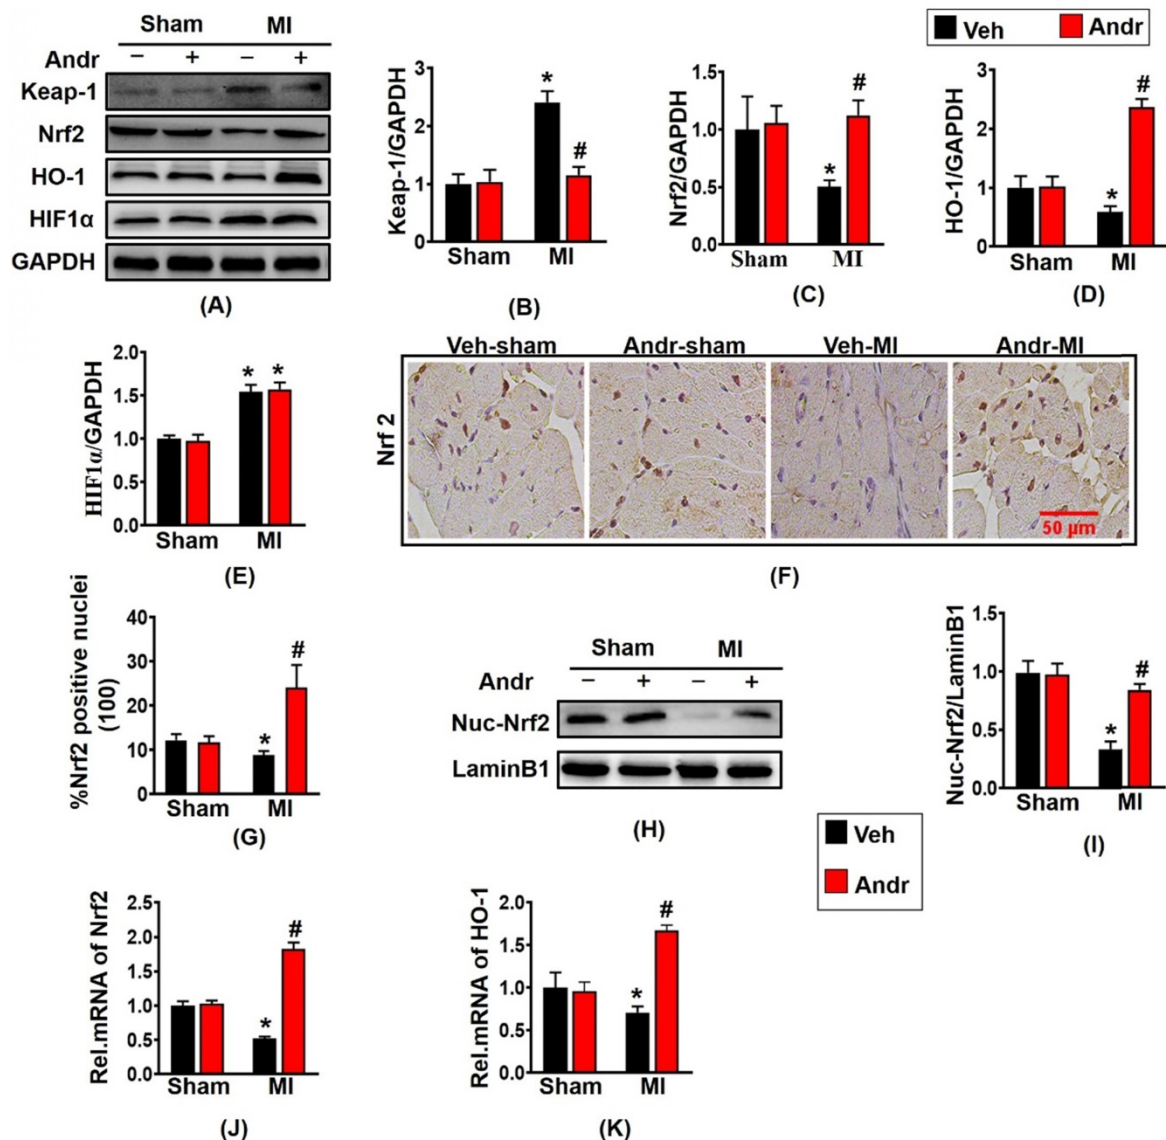 Sham MI
Andr − + − +
Keap-1
Nrf2
HO-1
HIF1α
GAPDH
(A)
Keap-1/GAPDH
3
2
1
0
*
#
Sham MI
(B)
Nrf2/GAPDH
1.5
1.0
0.5
0.0
*
#
Sham MI
(C)
Veh Andr
HO-1/GAPDH
3
2
1
0
*
#
Sham MI
(D)
HIF1α/GAPDH
2.0
1.5
1.0
0.5
0.0
* *
Sham MI
(E)
Veh-sham Andr-sham Veh-MI Andr-MI
Nrf 2
50 μm
(F)
%Nrf2 positive nuclei
(100)
40
30
20
10
0
*
#
Sham MI
(G)
Sham MI
Andr − + − +
Nuc-Nrf2
LaminB1
(H)
Nuc-Nrf2/LaminB1
1.5
1.0
0.5
0.0
*
#
Sham MI
(I)
Veh
Andr
Rel.mRNA of Nrf2
2.5
2.0
1.5
1.0
0.5
0.0
*
#
Sham MI
(J)
Rel.mRNA of HO-1
2.0
1.5
1.0
0.5
0.0
*
#
Sham MI
(K)